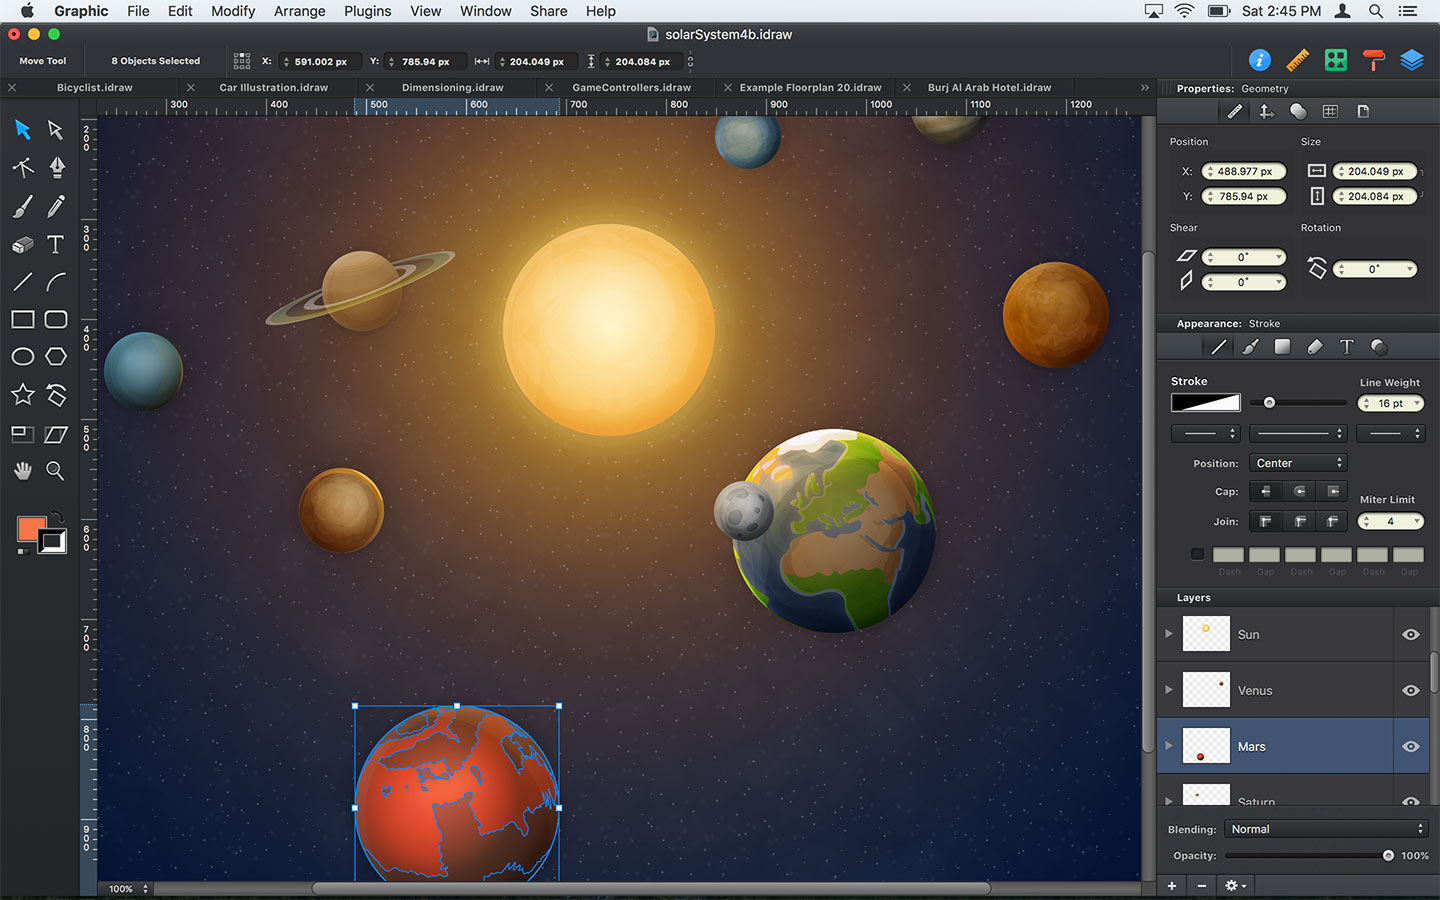 Graphic File Edit Modify Arrange Plugins View Window Share Help Sat 2:45 PM
solarSystem4b.idraw
Move Tool 8 Objects Selected X: 591.002 px Y: 785.94 px 204.049 px 204.084 px
Bicyclist.idraw Car Illustration.idraw Dimensioning.idraw GameControllers.idraw Example Floorplan 20.idraw Burj Al Arab Hotel.idraw
300 400 500 600 700 800 900 1000 1100 1200
200
300
400
500
600
700
800
900
T
100%
Properties: Geometry
Position Size
X: 488.977 px 204.049 px
Y: 785.94 px 204.084 px
Shear Rotation
0°
0°
0°
Appearance: Stroke
T
Stroke Line Weight
16 pt
Position: Center
Cap:
Miter Limit
Join: 4
Dash Gap Dash Gap Dash Gap
Layers
Sun
Venus
Mars
Saturn
Blending: Normal
Opacity: 100%